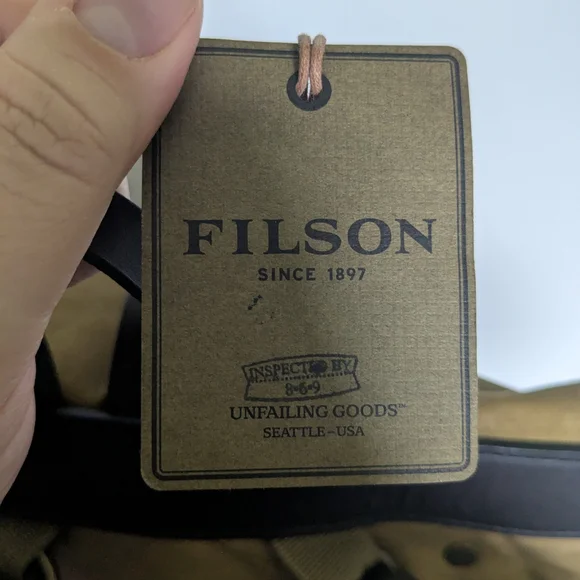 FILSON
SINCE 1897
INSPECTED BY
8•6•9
UNFAILING GOODS™
SEATTLE–USA